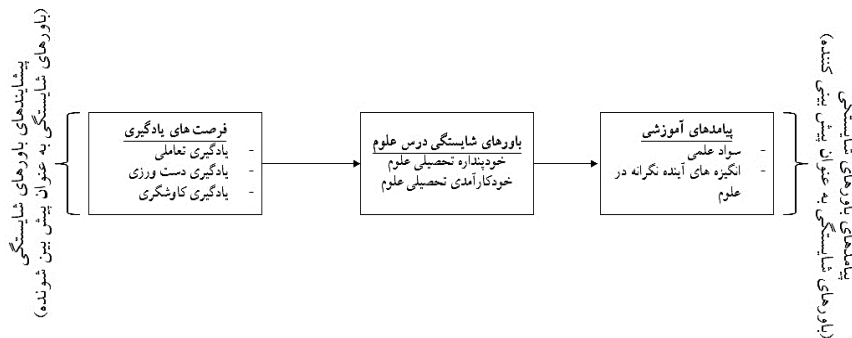 پیشایندهای باورهای شایستگی
(باورهای شایستگی به عنوان پیش بین شونده)
فرصت های یادگیری
- یادگیری تعاملی
- یادگیری دست ورزی
- یادگیری کاوشگری
باورهای شایستگی درس علوم
خودپنداره تحصیلی علوم
خودکارآمدی تحصیلی علوم
پیامدهای آموزشی
- سواد علمی
- انگیزه های آینده نگرانه در
علوم
پیامدهای باورهای شایستگی
(باورهای شایستگی به عنوان پیش بینی کننده)